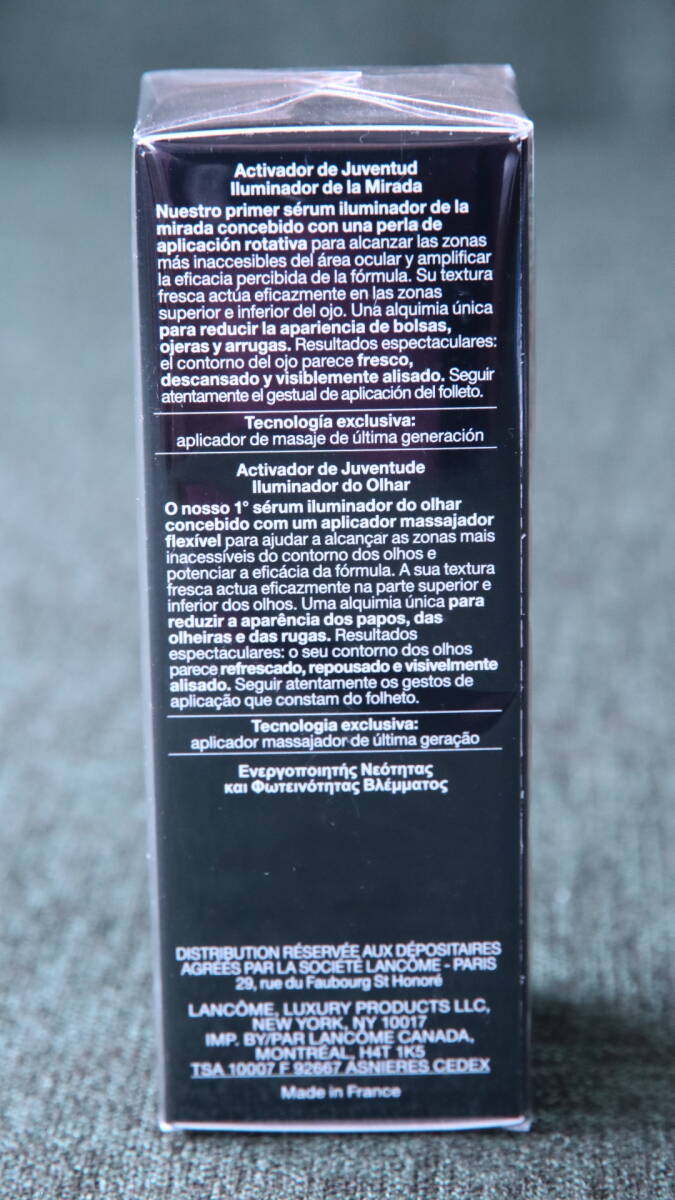 Activador de Juventud
Iluminador de la Mirada
Nuestro primer sérum iluminador de la
mirada concebido con una perla de
aplicación rotativa para alcanzar las zonas
más inaccesibles del área ocular y amplificar
la eficacia percibida de la fórmula. Su textura
fresca actúa eficazmente en las zonas
superior e inferior del ojo. Una alquimia única
para reducir la apariencia de bolsas,
ojeras y arrugas. Resultados espectaculares:
el contorno del ojo parece fresco,
descansado y visiblemente alisado. Seguir
atentamente el gestual de aplicación del folleto.
Tecnología exclusiva:
aplicador de masaje de última generación
Activador de Juventude
Iluminador do Olhar
O nosso 1° sérum iluminador do olhar
concebido com um aplicador massajador
flexível para ajudar a alcançar as zonas mais
inacessíveis do contorno dos olhos e
potenciar a eficácia da fórmula. A sua textura
fresca actua eficazmente na parte superior e
inferior dos olhos. Uma alquimia única para
reduzir a aparência dos papos, das
olheiras e das rugas. Resultados
espectaculares: o seu contorno dos olhos
parece refrescado, repousado e visivelmente
alisado. Seguir atentamente os gestos de
aplicação que constam do folheto.
Tecnologia exclusiva:
aplicador massajador de última geração
Ενεργοποιητής Νεότητας
και Φωτεινότητας Βλέμματος
DISTRIBUTION RÉSERVÉE AUX DÉPOSITAIRES
AGRÉÉS PAR LA SOCIÉTÉ LANCÔME - PARIS
29, rue du Faubourg St Honoré
LANCÔME, LUXURY PRODUCTS LLC,
NEW YORK, NY 10017
IMP. BY/PAR LANCÔME CANADA,
MONTRÉAL, H4T 1K5
TSA 10007 F 92667 ASNIERES CEDEX
Made in France